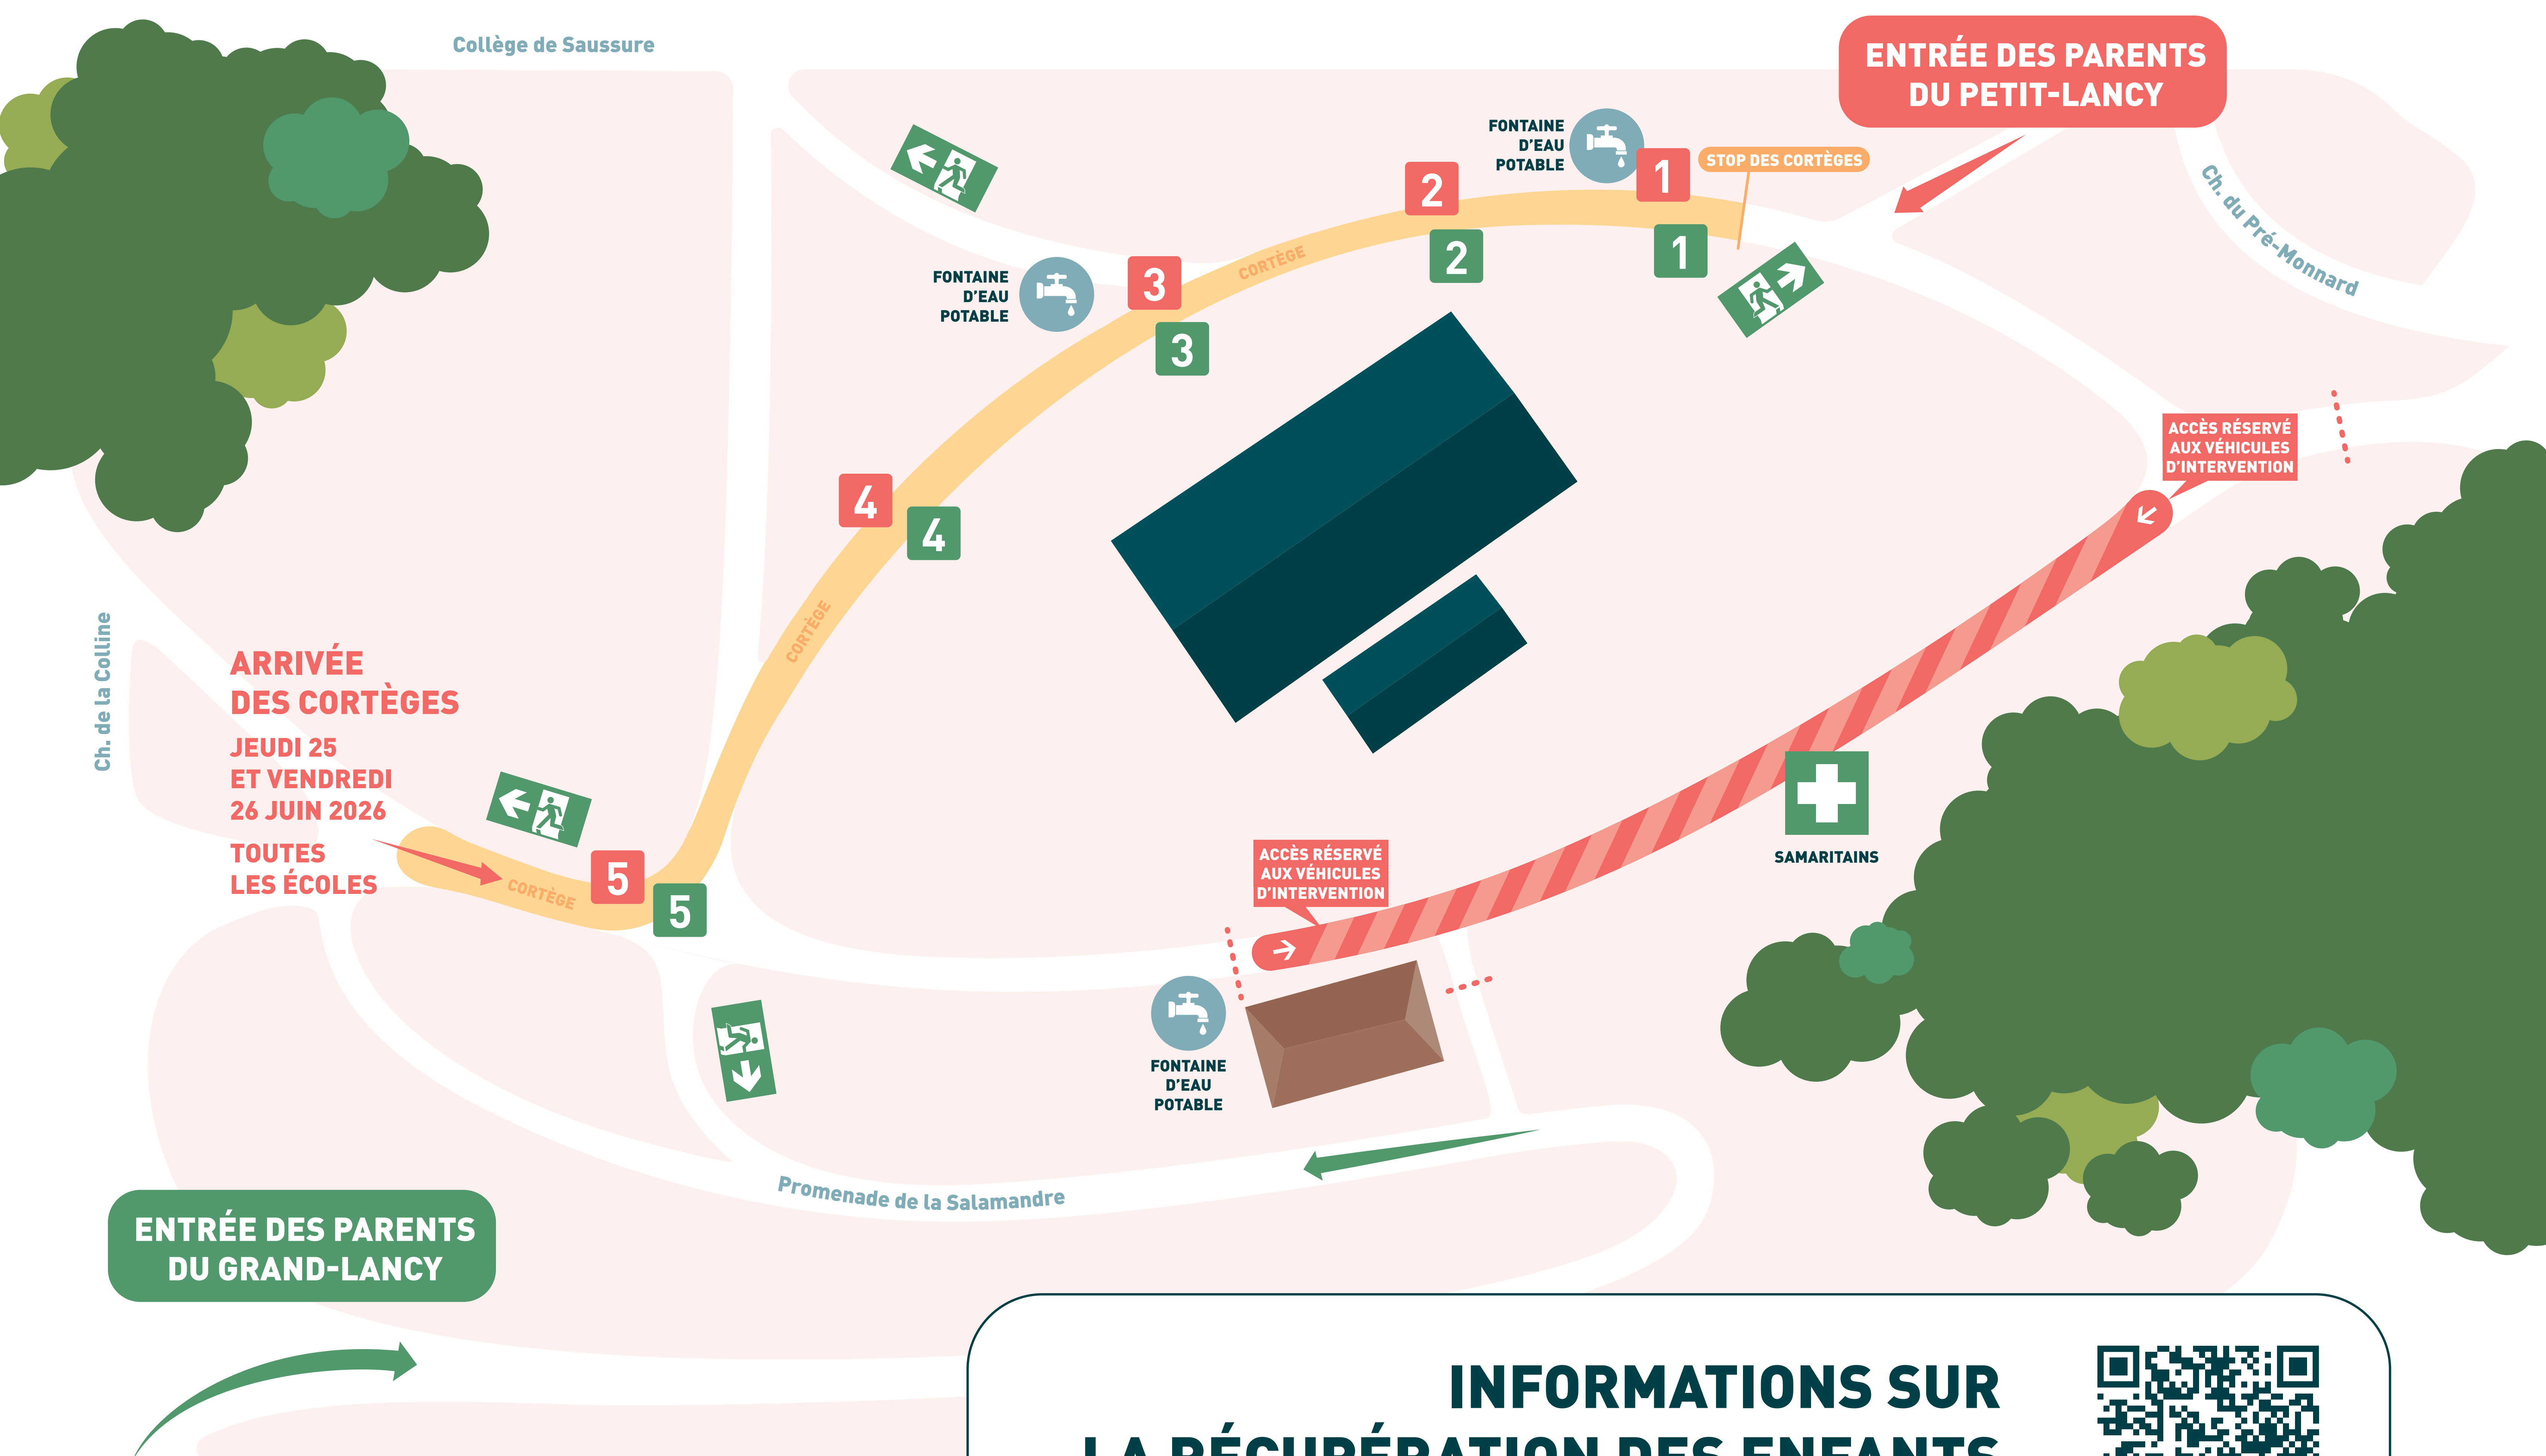 Collège de Saussure
ENTRÉE DES PARENTS
DU PETIT-LANCY
FONTAINE
D'EAU
POTABLE
1
STOP DES CORTÈGES
2
Ch. du Pré-Monnard
2
1
CORTÈGE
FONTAINE
D'EAU
POTABLE
3
3
ACCÈS RÉSERVÉ
AUX VÉHICULES
D'INTERVENTION
4
4
CORTÈGE
Ch. de la Colline
ARRIVÉE
DES CORTÈGES
JEUDI 25
ET VENDREDI
26 JUIN 2026
TOUTES
LES ÉCOLES
CORTÈGE
5
5
ACCÈS RÉSERVÉ
AUX VÉHICULES
D'INTERVENTION
SAMARITAINS
FONTAINE
D'EAU
POTABLE
Promenade de la Salamandre
ENTRÉE DES PARENTS
DU GRAND-LANCY
INFORMATIONS SUR
LA RÉCUPÉRATION DES ENFANTS